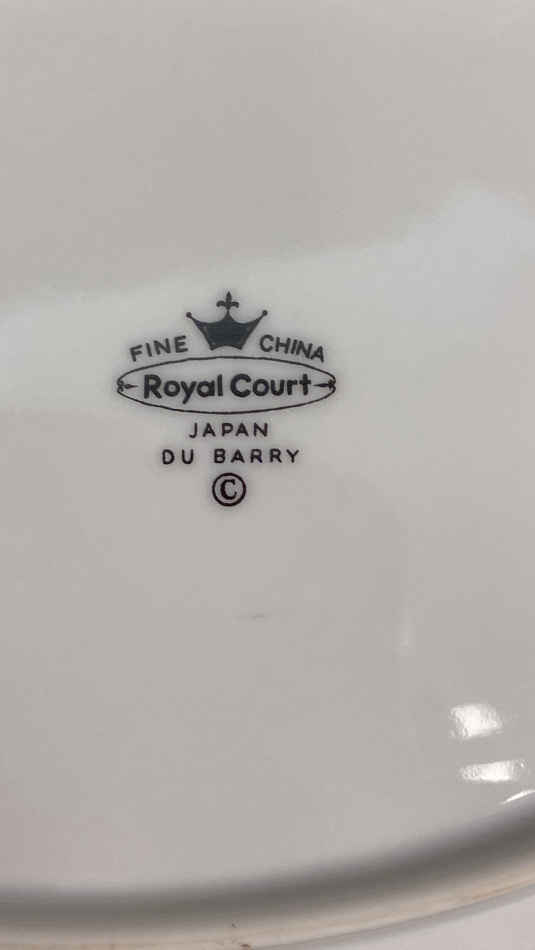 FINE CHINA
Royal Court
JAPAN
DU BARRY
©